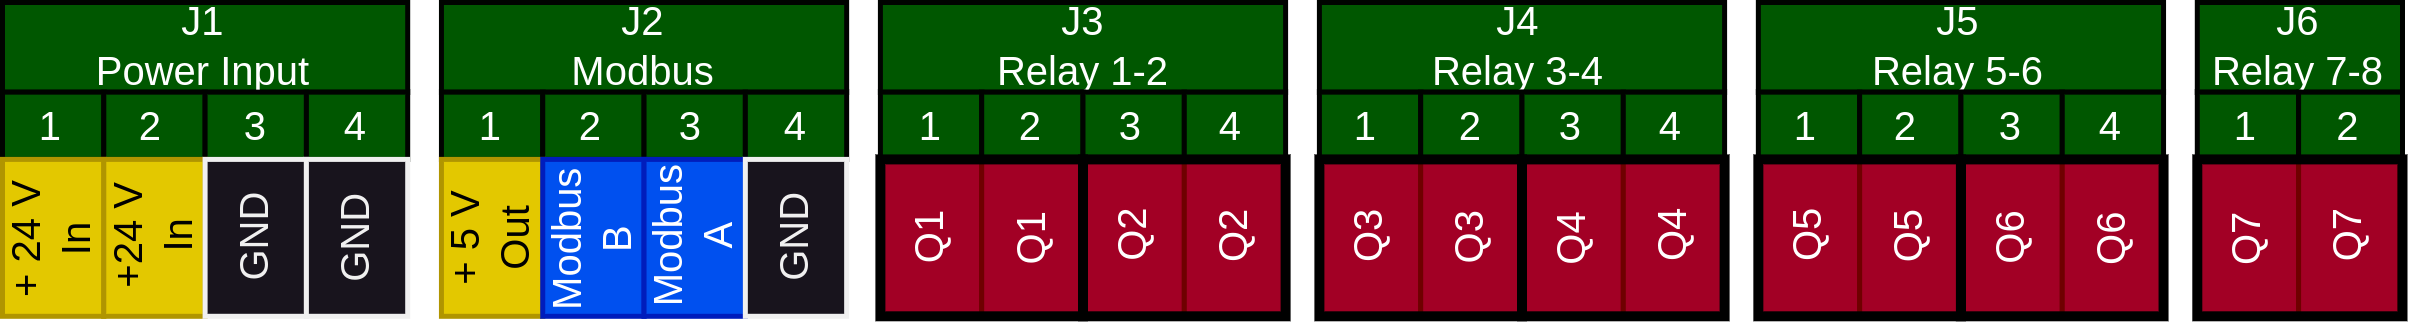 J1
Power Input
1 2 3 4
+ 24 V
In
+24 V
In
GND
GND
J2
Modbus
1 2 3 4
+ 5 V
Out
Modbus
B
Modbus
A
GND
J3
Relay 1-2
1 2 3 4
Q1
Q1
Q2
Q2
J4
Relay 3-4
1 2 3 4
Q3
Q3
Q4
Q4
J5
Relay 5-6
1 2 3 4
Q5
Q5
Q6
Q6
J6
Relay 7-8
1 2
Q7
Q7